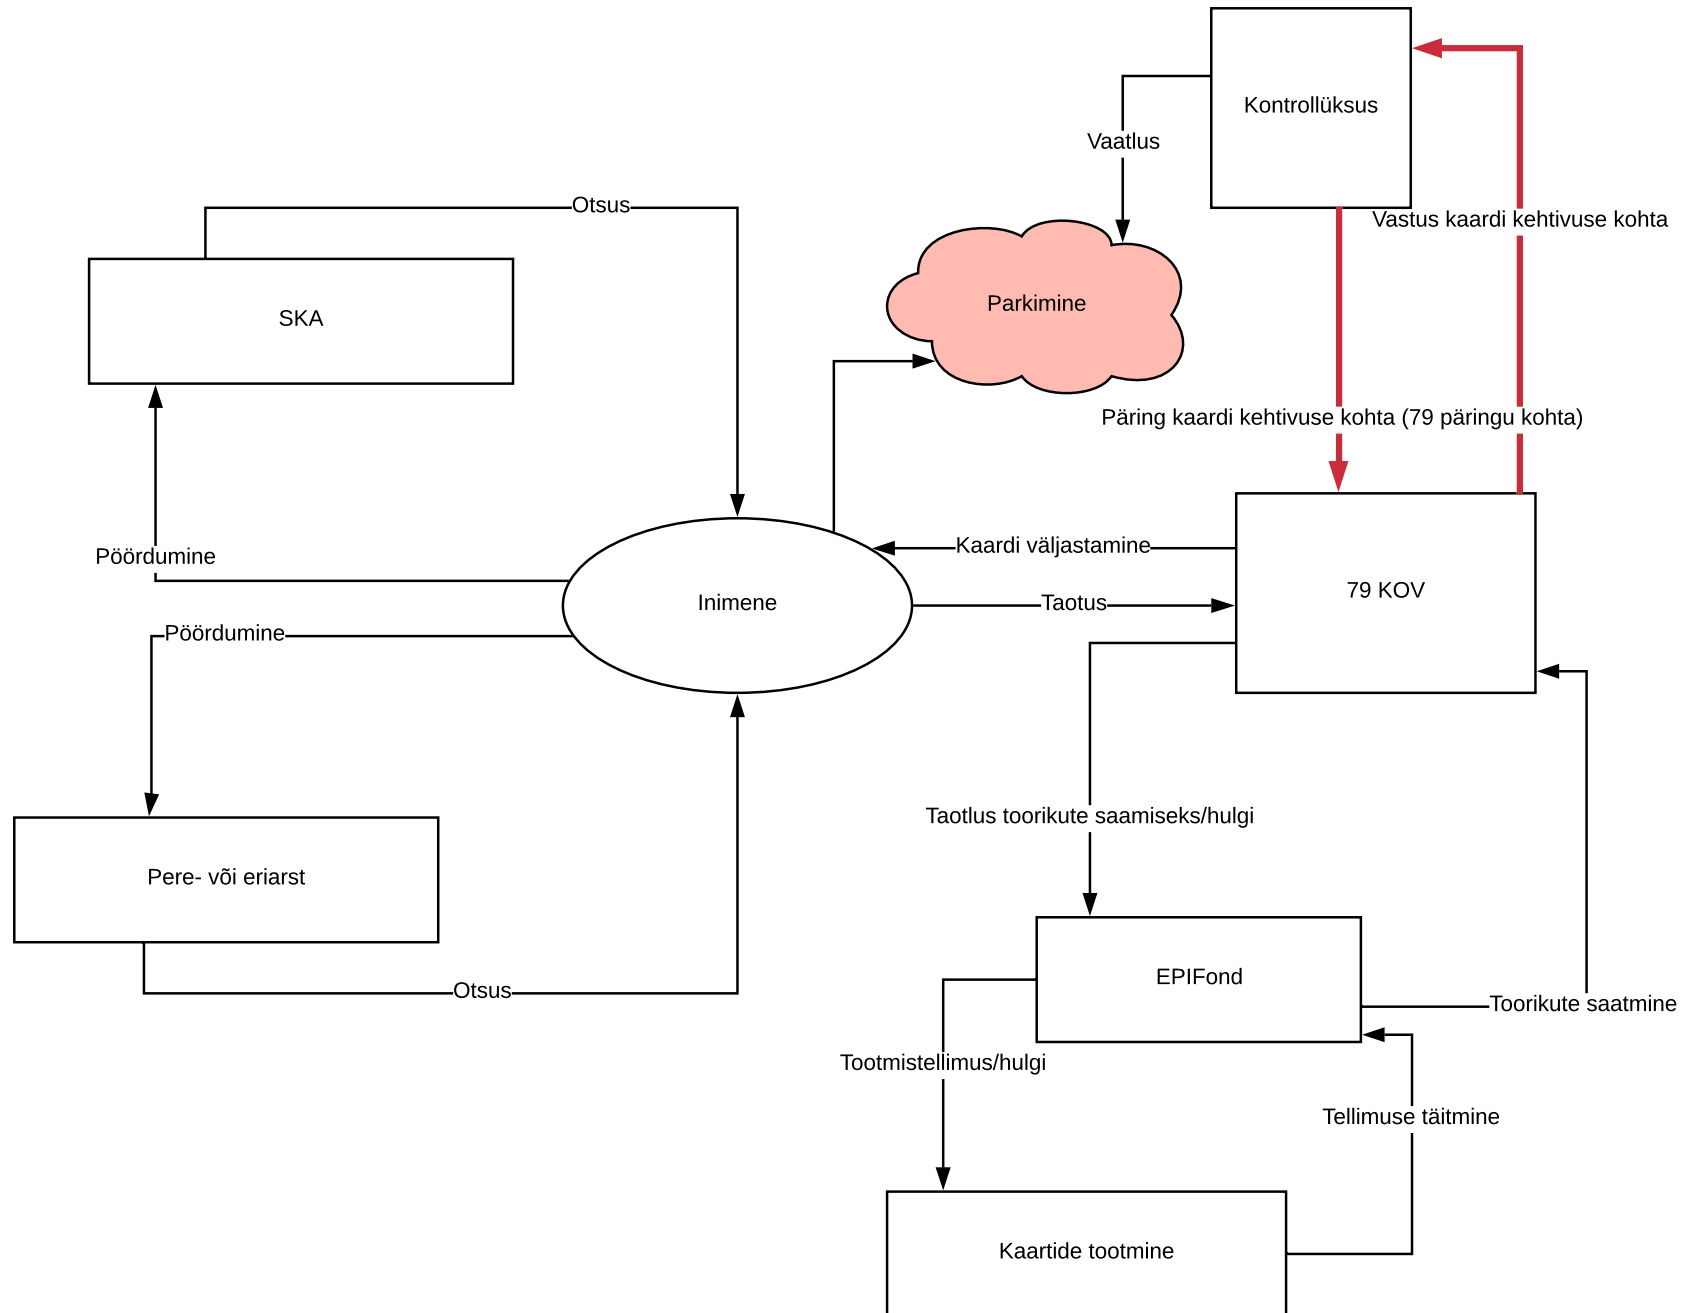 Kontrollüksus
Vaatlus
Otsus
Vastus kaardi kehtivuse kohta
SKA
Parkimine
Päring kaardi kehtivuse kohta (79 päringu kohta)
Pöördumine
Kaardi väljastamine
Inimene
Taotus
79 KOV
Pöördumine
Taotlus toorikute saamiseks/hulgi
Pere- või eriarst
EPIFond
Otsus
Toorikute saatmine
Tootmistellimus/hulgi
Tellimuse täitmine
Kaartide tootmine